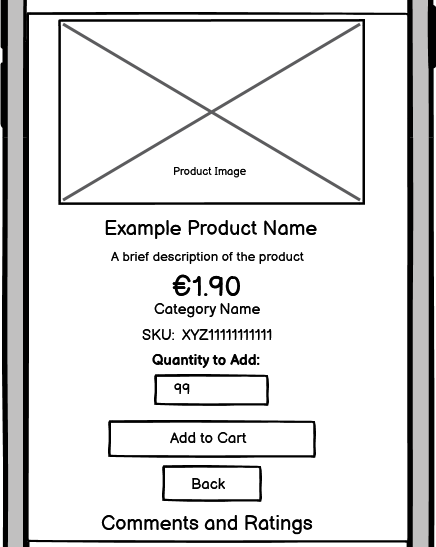 Product Image
Example Product Name
A brief description of the product
€1.90
Category Name
SKU: XYZ11111111111
Quantity to Add:
99
Add to Cart
Back
Comments and Ratings